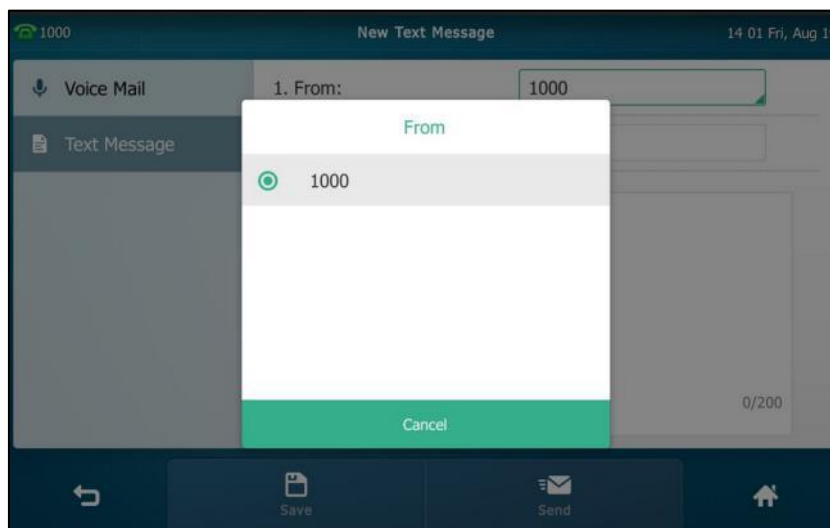 1000 New Text Message 14 01 Fri, Aug
Voice Mail 1. From: 1000
Text Message
From
1000
0/200
Cancel
Save Send